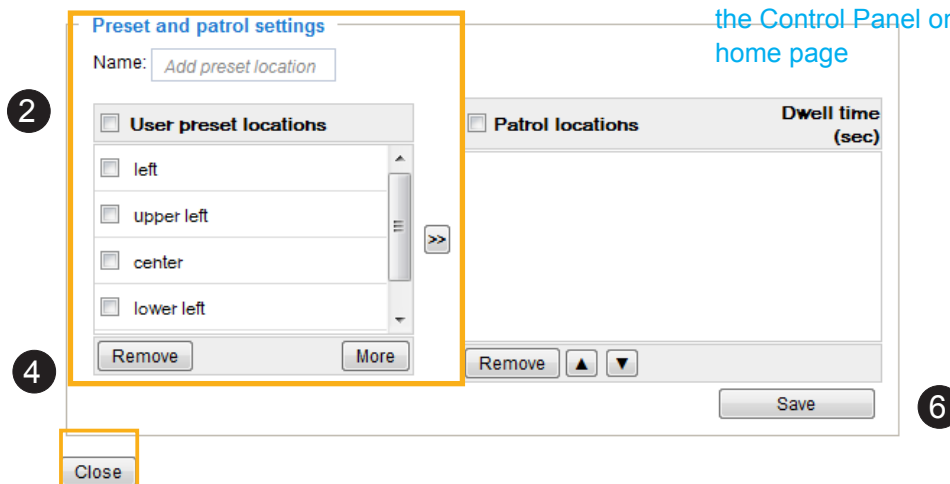 the Control Panel on
home page
Preset and patrol settings
Name: Add preset location
2
User preset locations
Patrol locations
Dwell time
(sec)
left
upper left
>>
center
lower left
4
Remove More
Remove
Save
6
Close